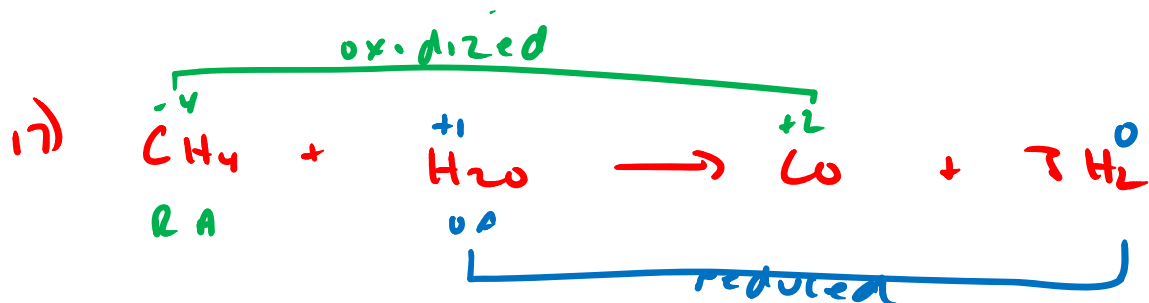 oxidized
-4 +1 +2 0
17) CH4 + H2O → CO + 3 H2
RA OA
reduced